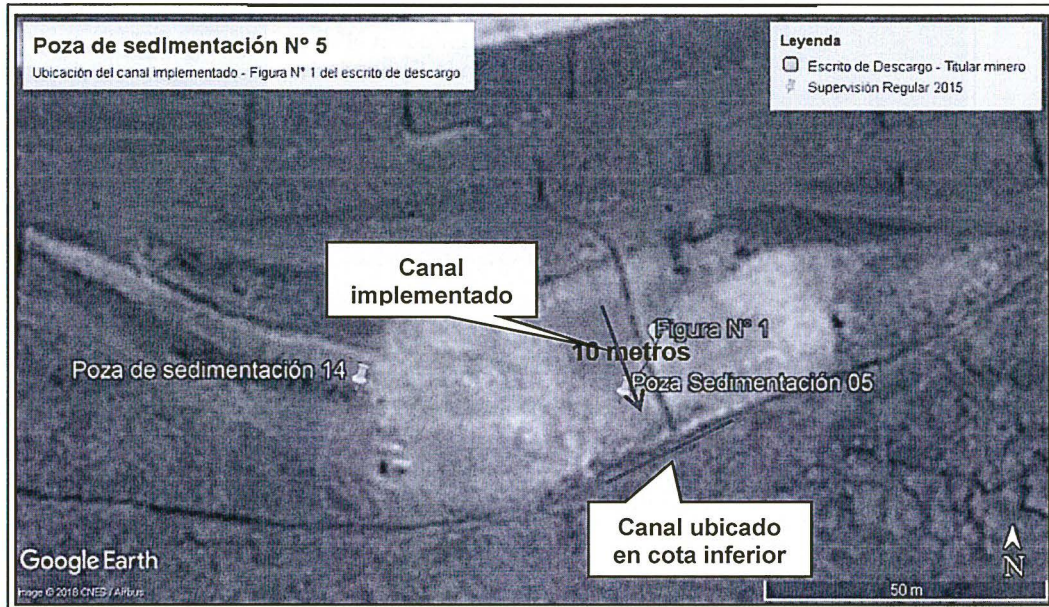 Poza de sedimentación N° 5
Ubicación del canal implementado - Figura N° 1 del escrito de descargo
Leyenda
Escrito de Descargo - Titular minero
Supervisión Regular 2015
Canal
implementado
Figura N° 1
10 metros
Poza de sedimentación 14
Poza Sedimentación 05
Canal ubicado
en cota inferior
Google Earth
Image © 2018 CNES / Airbus
N
50 m